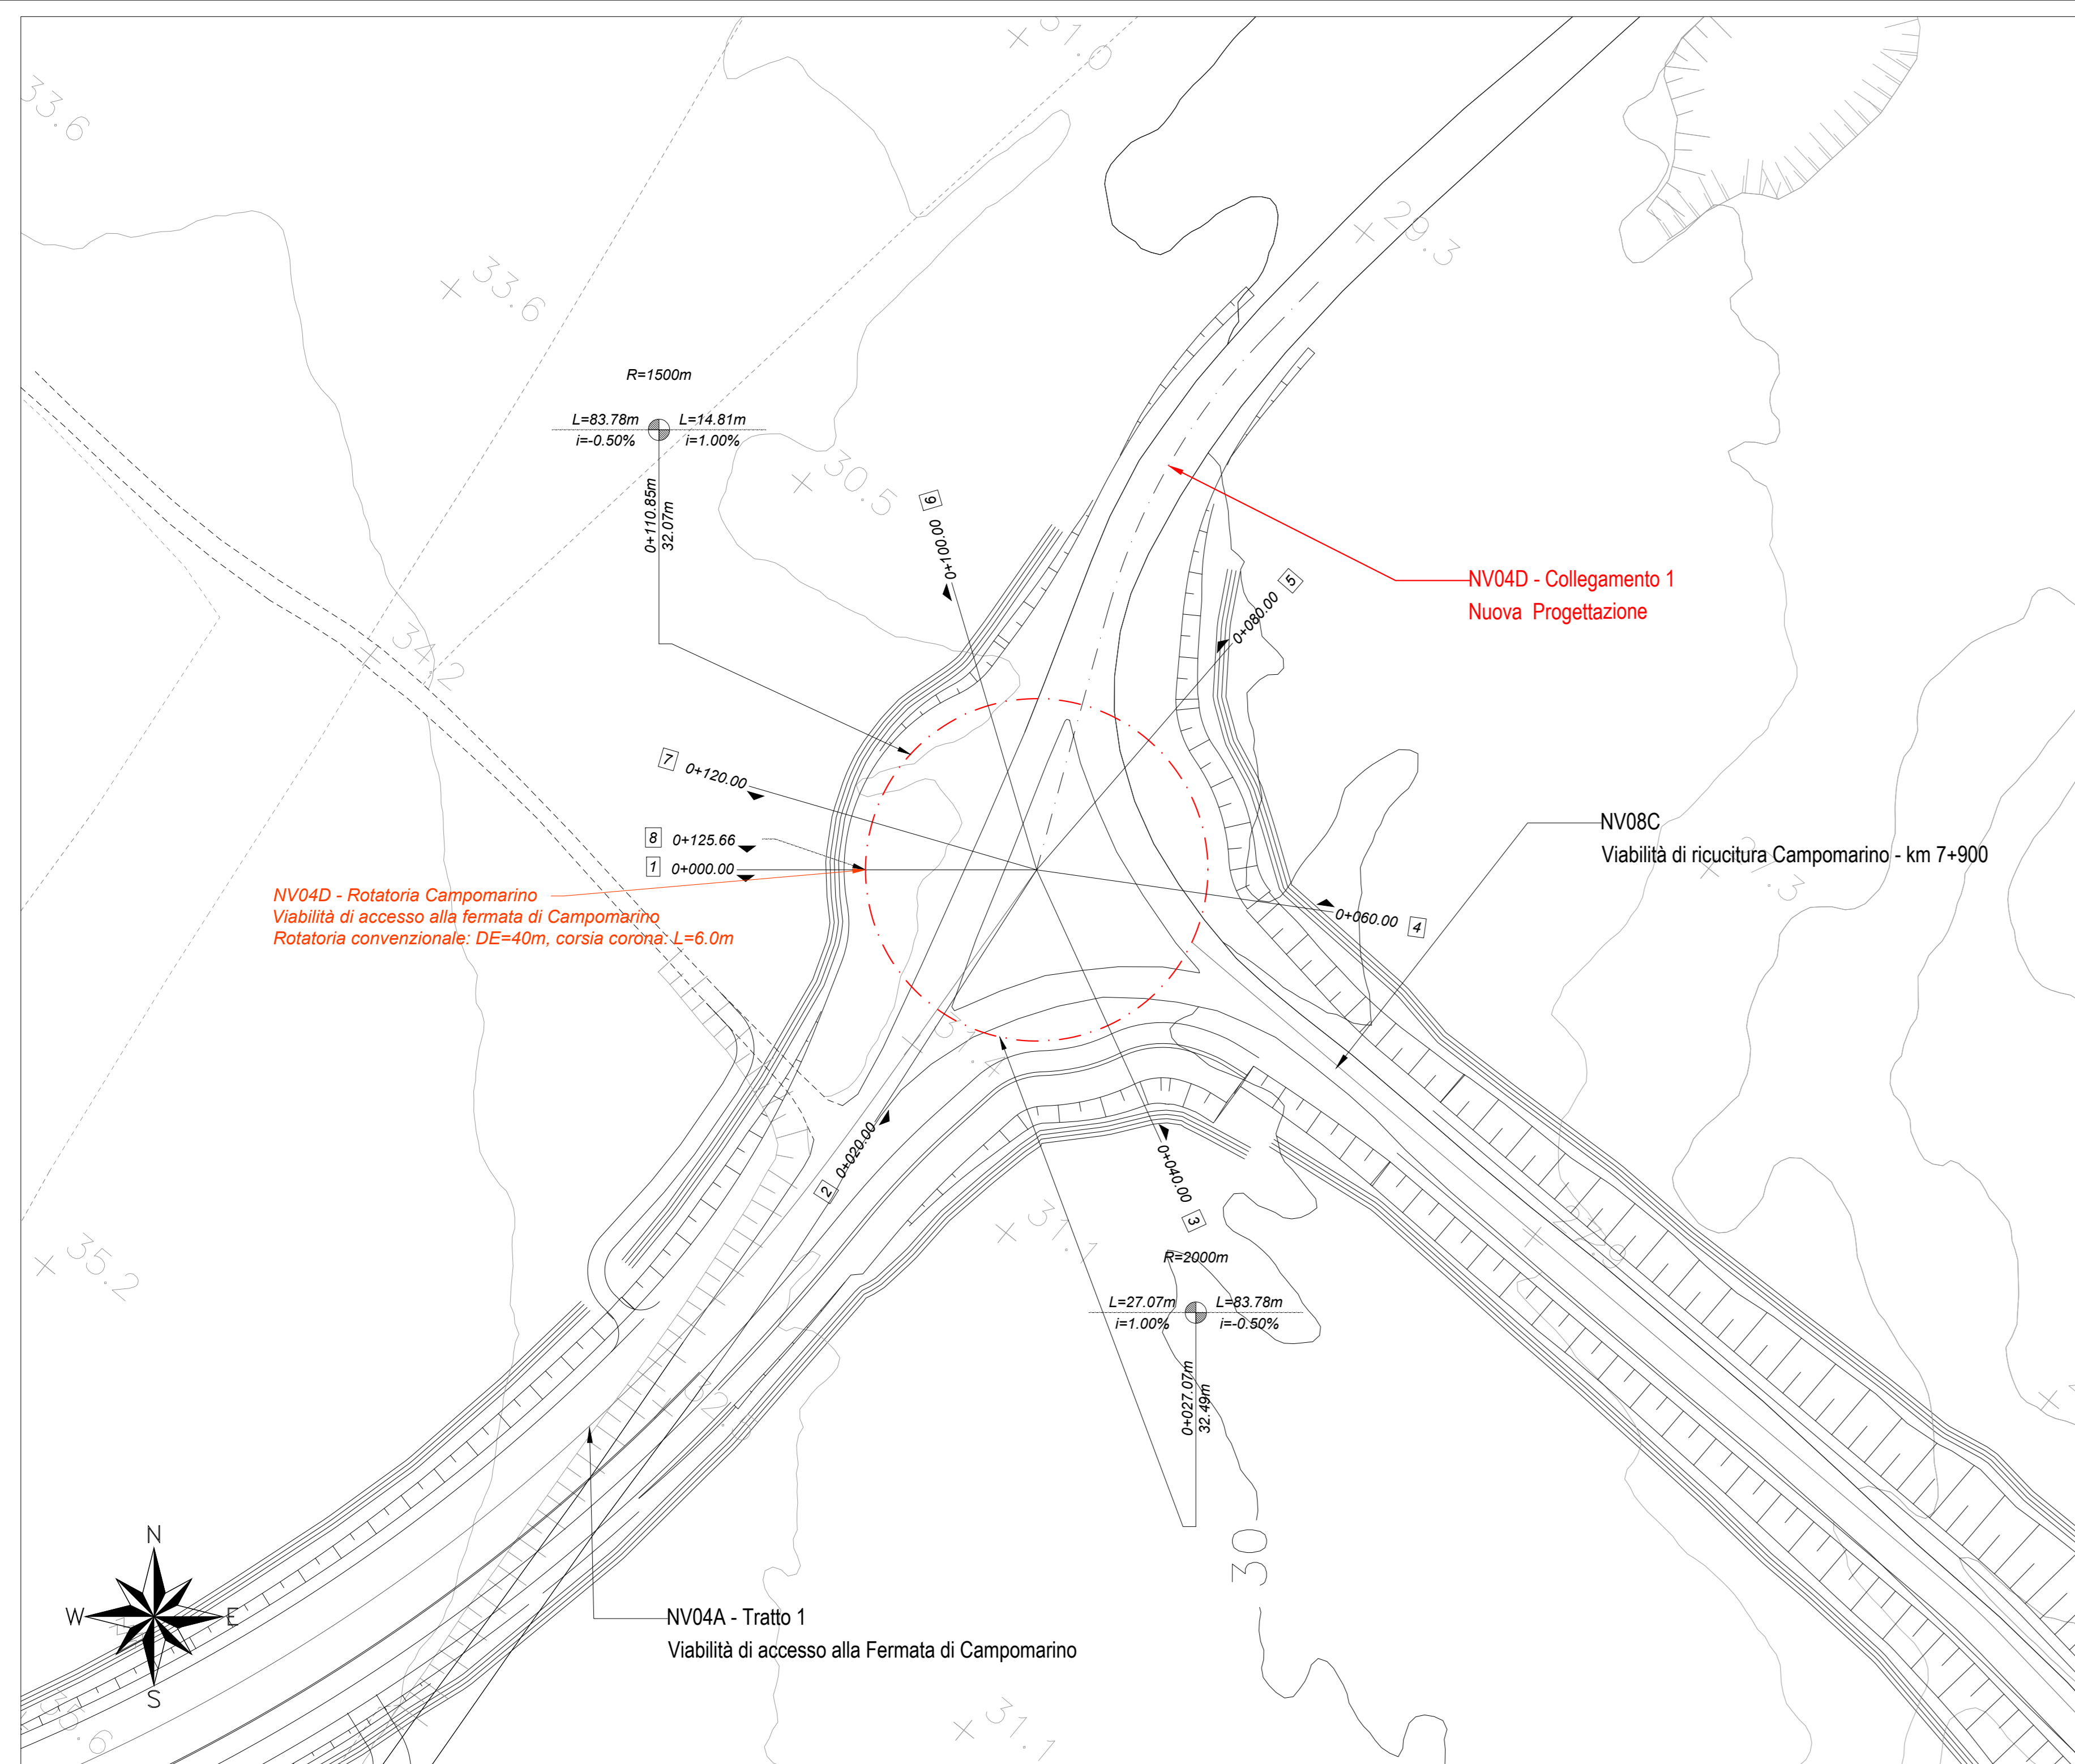 37.0
33.6
29.3
33.6
R=1500m
L=83.78m L=14.81m
i=-0.50% i=1.00%
0+110.85m
32.07m
30.5
6 0+100.00
0+080.00 5
NV04D - Collegamento 1
Nuova Progettazione
34.2
7 0+120.00
8 0+125.66
1 0+000.00
NV04D - Rotatoria Campomarino
Viabilità di accesso alla fermata di Campomarino
Rotatoria convenzionale: DE=40m, corsia corona: L=6.0m
NV08C
Viabilità di ricucitura Campomarino - km 7+900
0+060.00 4
2 0+020.00
0+040.00 3
31.1
35.2
R=2000m
L=27.07m L=83.78m
i=1.00% i=-0.50%
0+027.07m
32.49m
30
N
W E
S
NV04A - Tratto 1
Viabilità di accesso alla Fermata di Campomarino
35.6
31.1